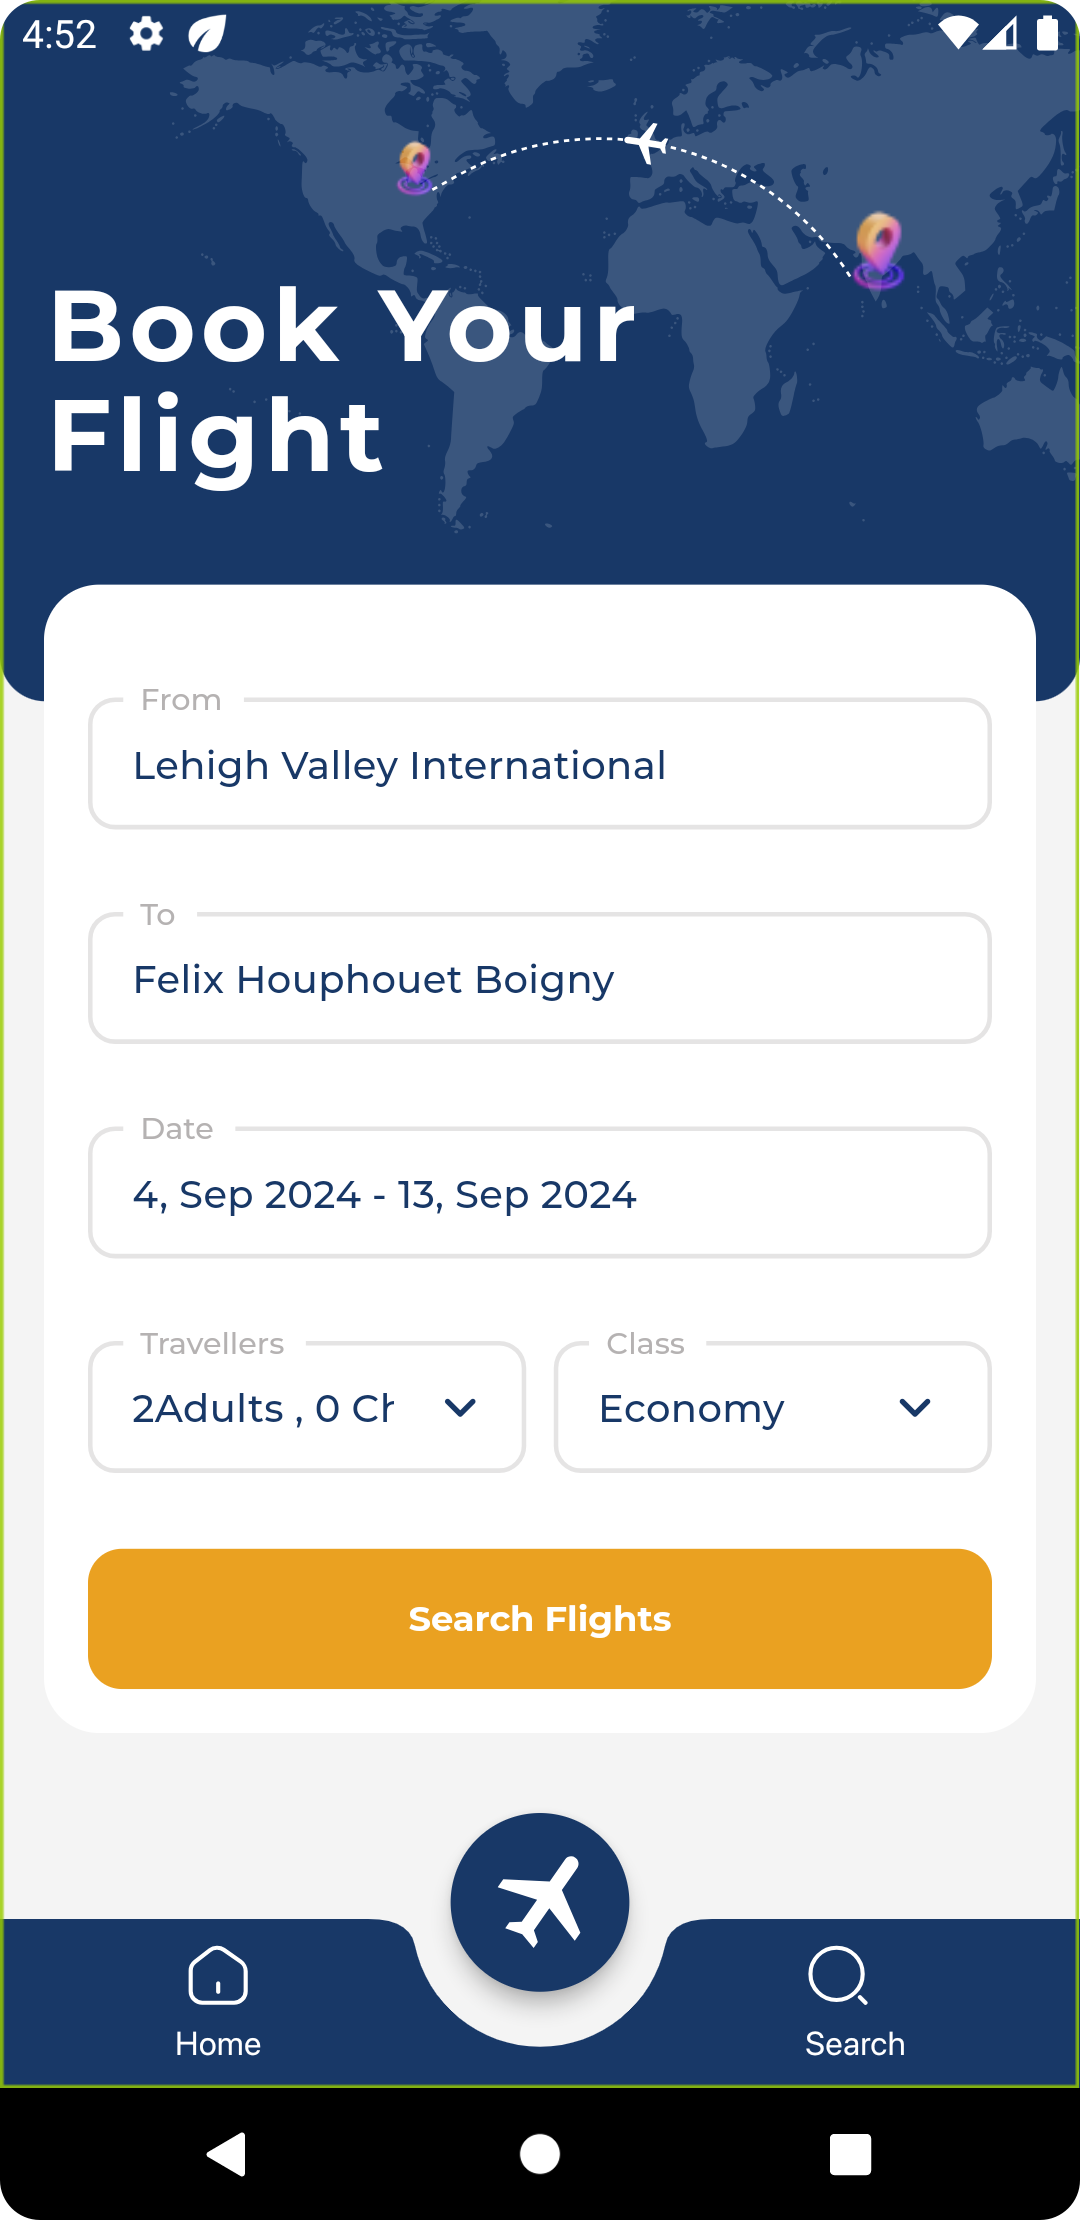 4:52
Book Your
Flight
From
Lehigh Valley International
To
Felix Houphouet Boigny
Date
4, Sep 2024 - 13, Sep 2024
Travellers
2Adults , 0 Ch
Class
Economy
Search Flights
Home
Search